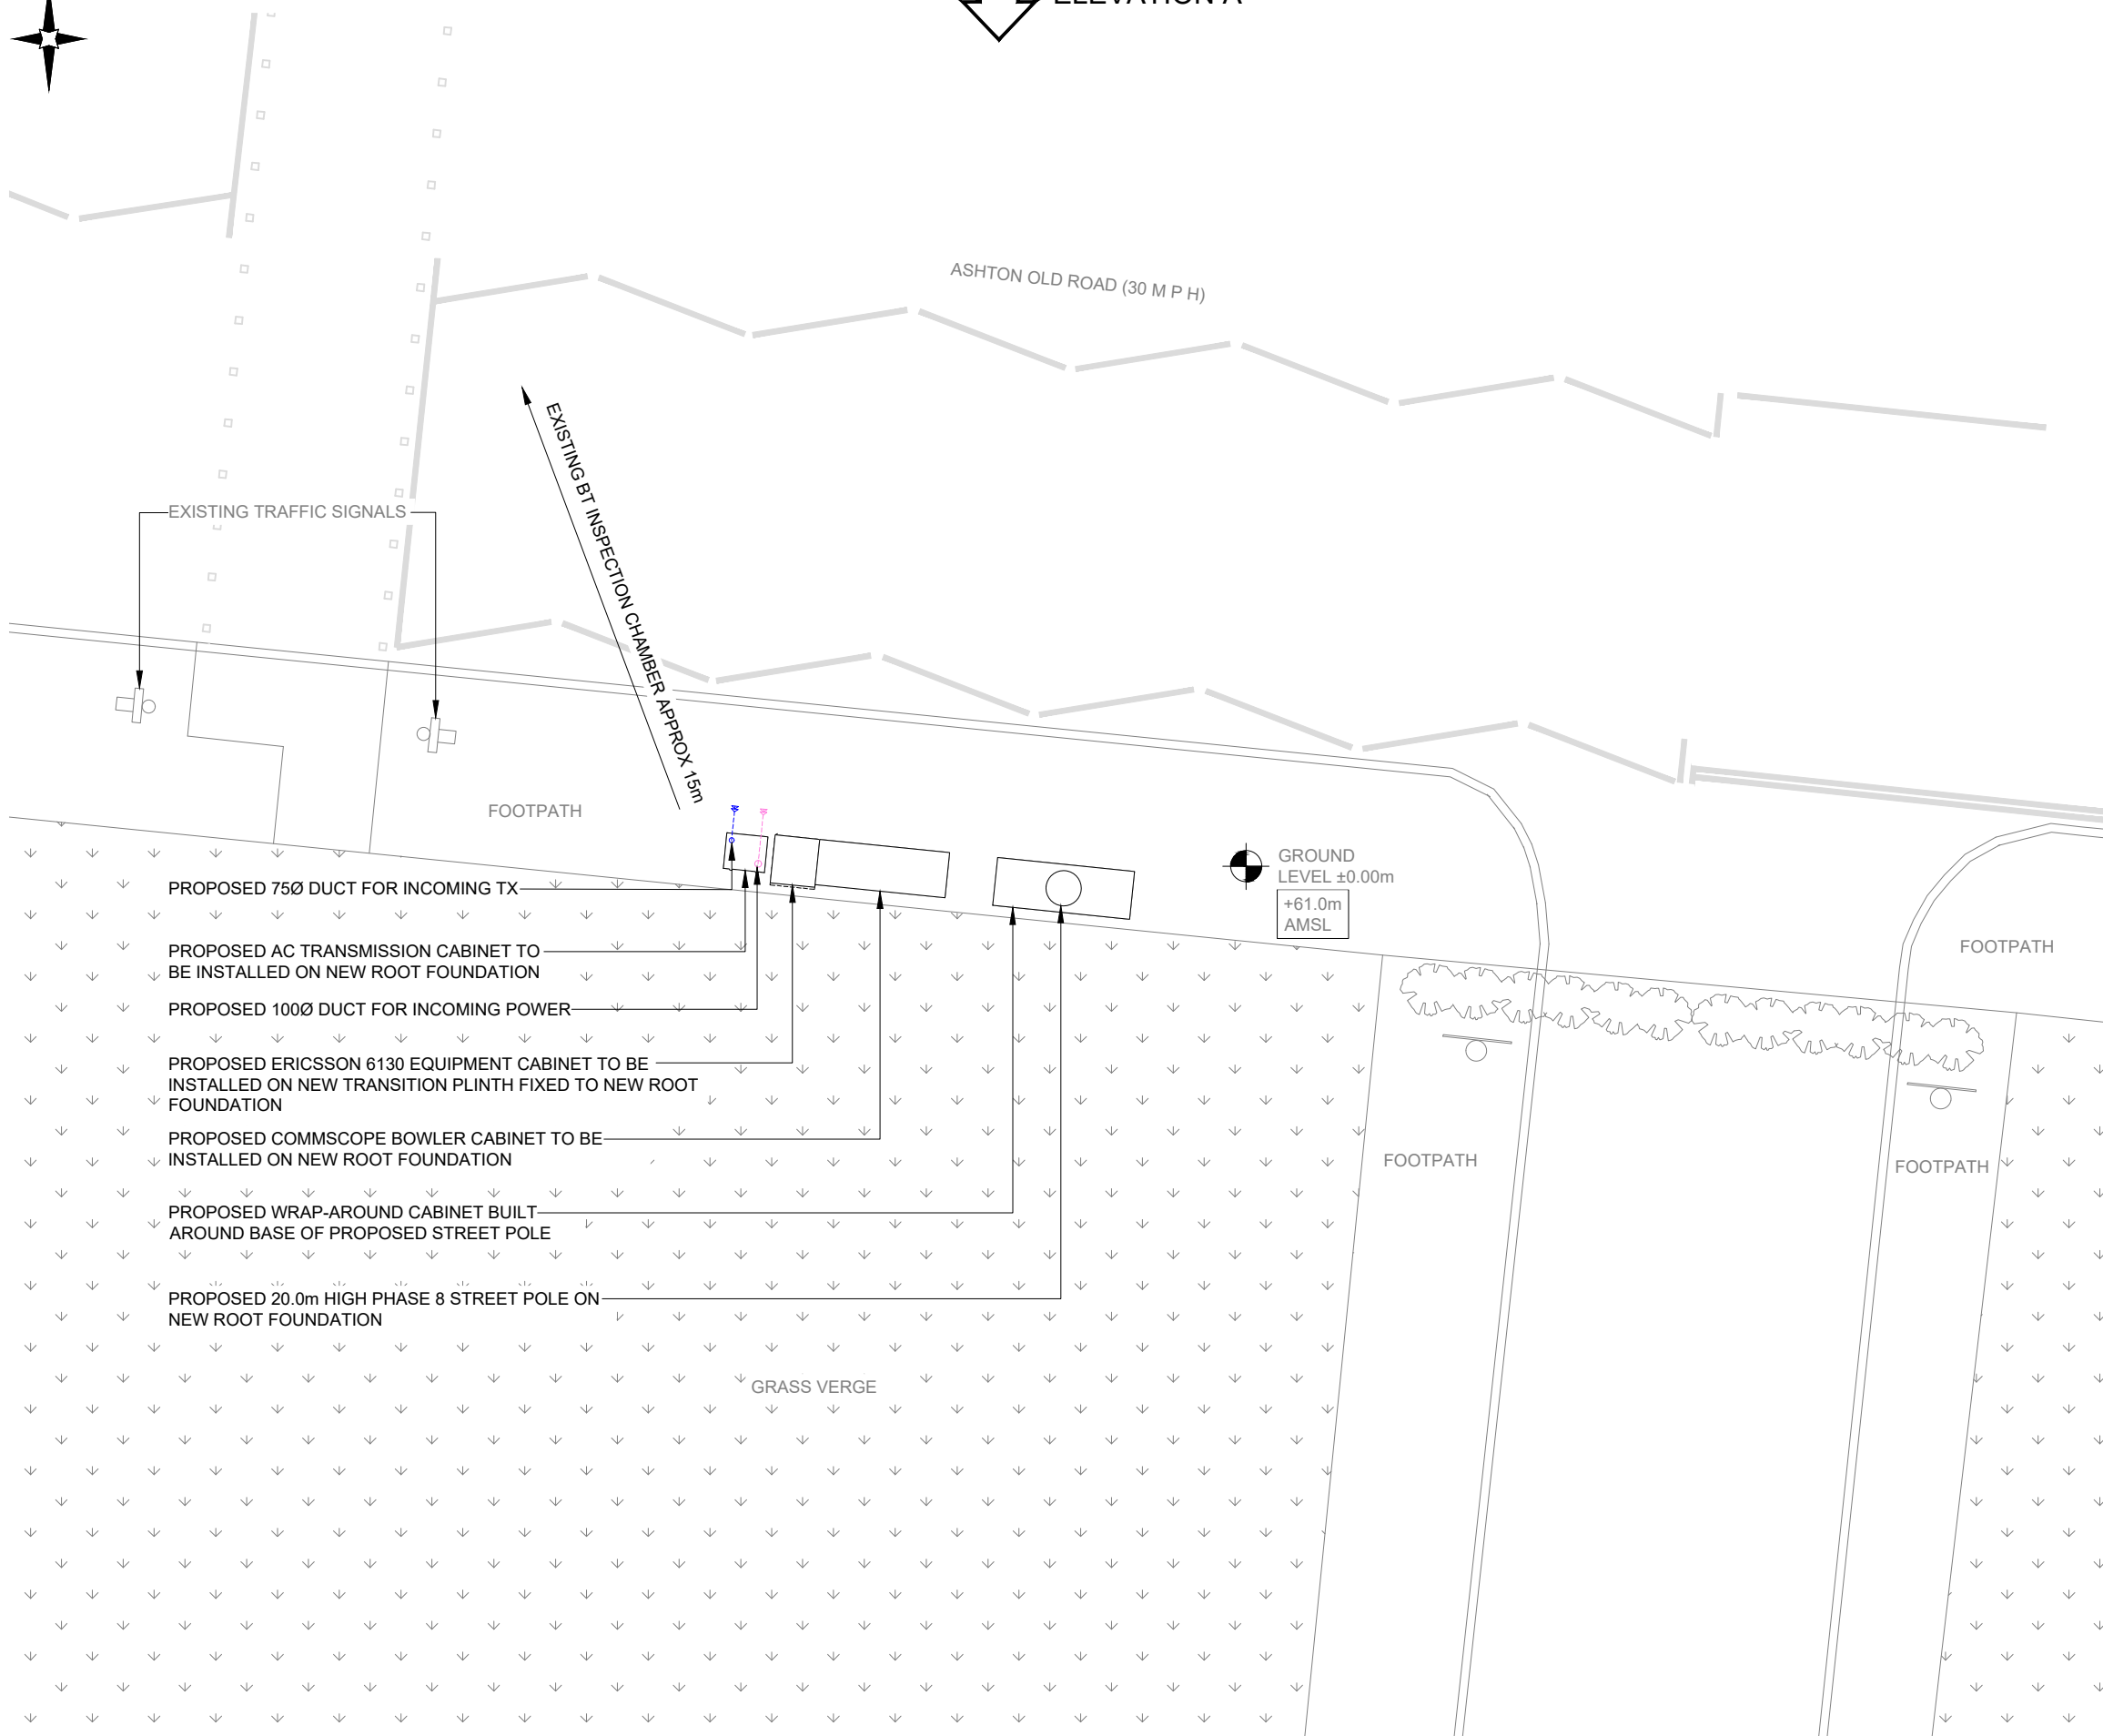 ELEVATION A
ASHTON OLD ROAD (30 M P H)
EXISTING BT INSPECTION CHAMBER APPROX 15m
EXISTING TRAFFIC SIGNALS
FOOTPATH
GROUND
LEVEL ±0.00m
+61.0m
AMSL
PROPOSED 75Ø DUCT FOR INCOMING TX
PROPOSED AC TRANSMISSION CABINET TO
BE INSTALLED ON NEW ROOT FOUNDATION
FOOTPATH
PROPOSED 100Ø DUCT FOR INCOMING POWER
PROPOSED ERICSSON 6130 EQUIPMENT CABINET TO BE
INSTALLED ON NEW TRANSITION PLINTH FIXED TO NEW ROOT
FOUNDATION
PROPOSED COMMSCOPE BOWLER CABINET TO BE
INSTALLED ON NEW ROOT FOUNDATION
FOOTPATH
FOOTPATH
PROPOSED WRAP-AROUND CABINET BUILT
AROUND BASE OF PROPOSED STREET POLE
PROPOSED 20.0m HIGH PHASE 8 STREET POLE ON
NEW ROOT FOUNDATION
GRASS VERGE